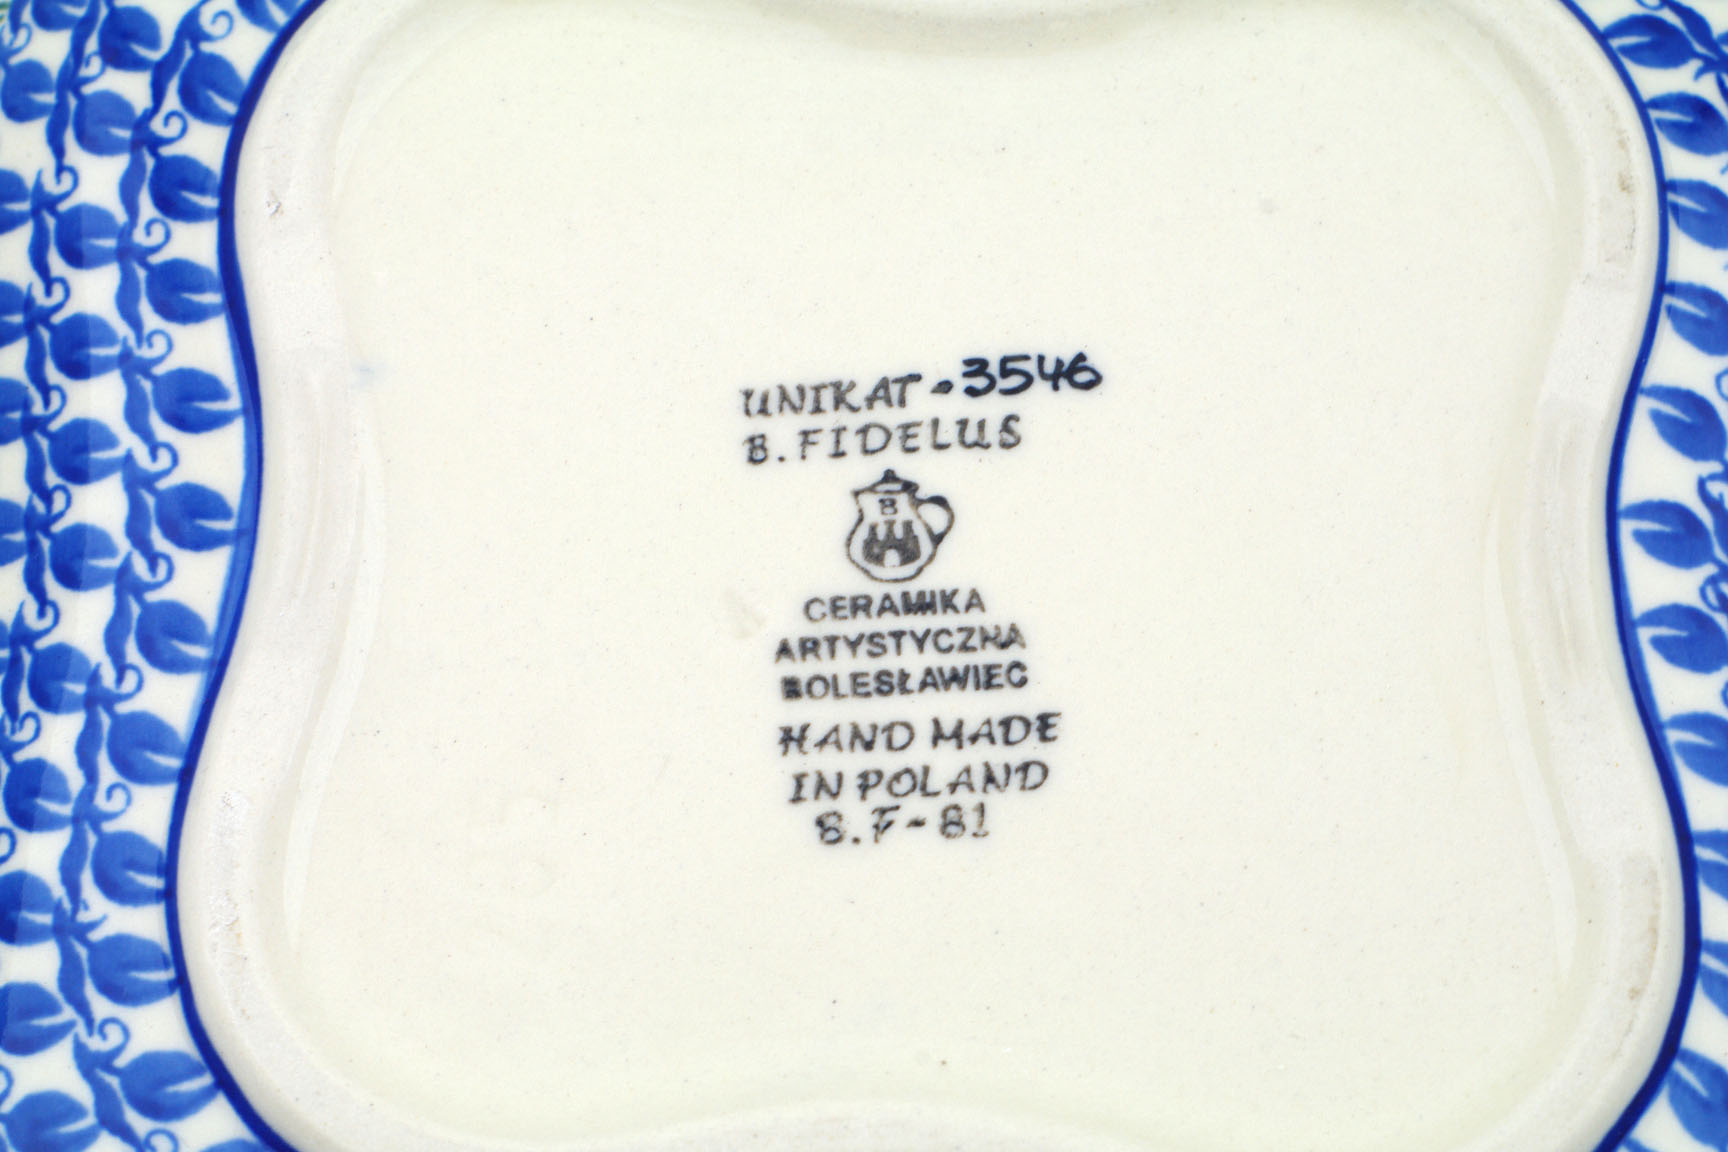 UNIKAT-3546
B. FIDELUS
B
CERAMIKA
ARTYSTYCZNA
BOLESŁAWIEC
HAND MADE
IN POLAND
B.F-81